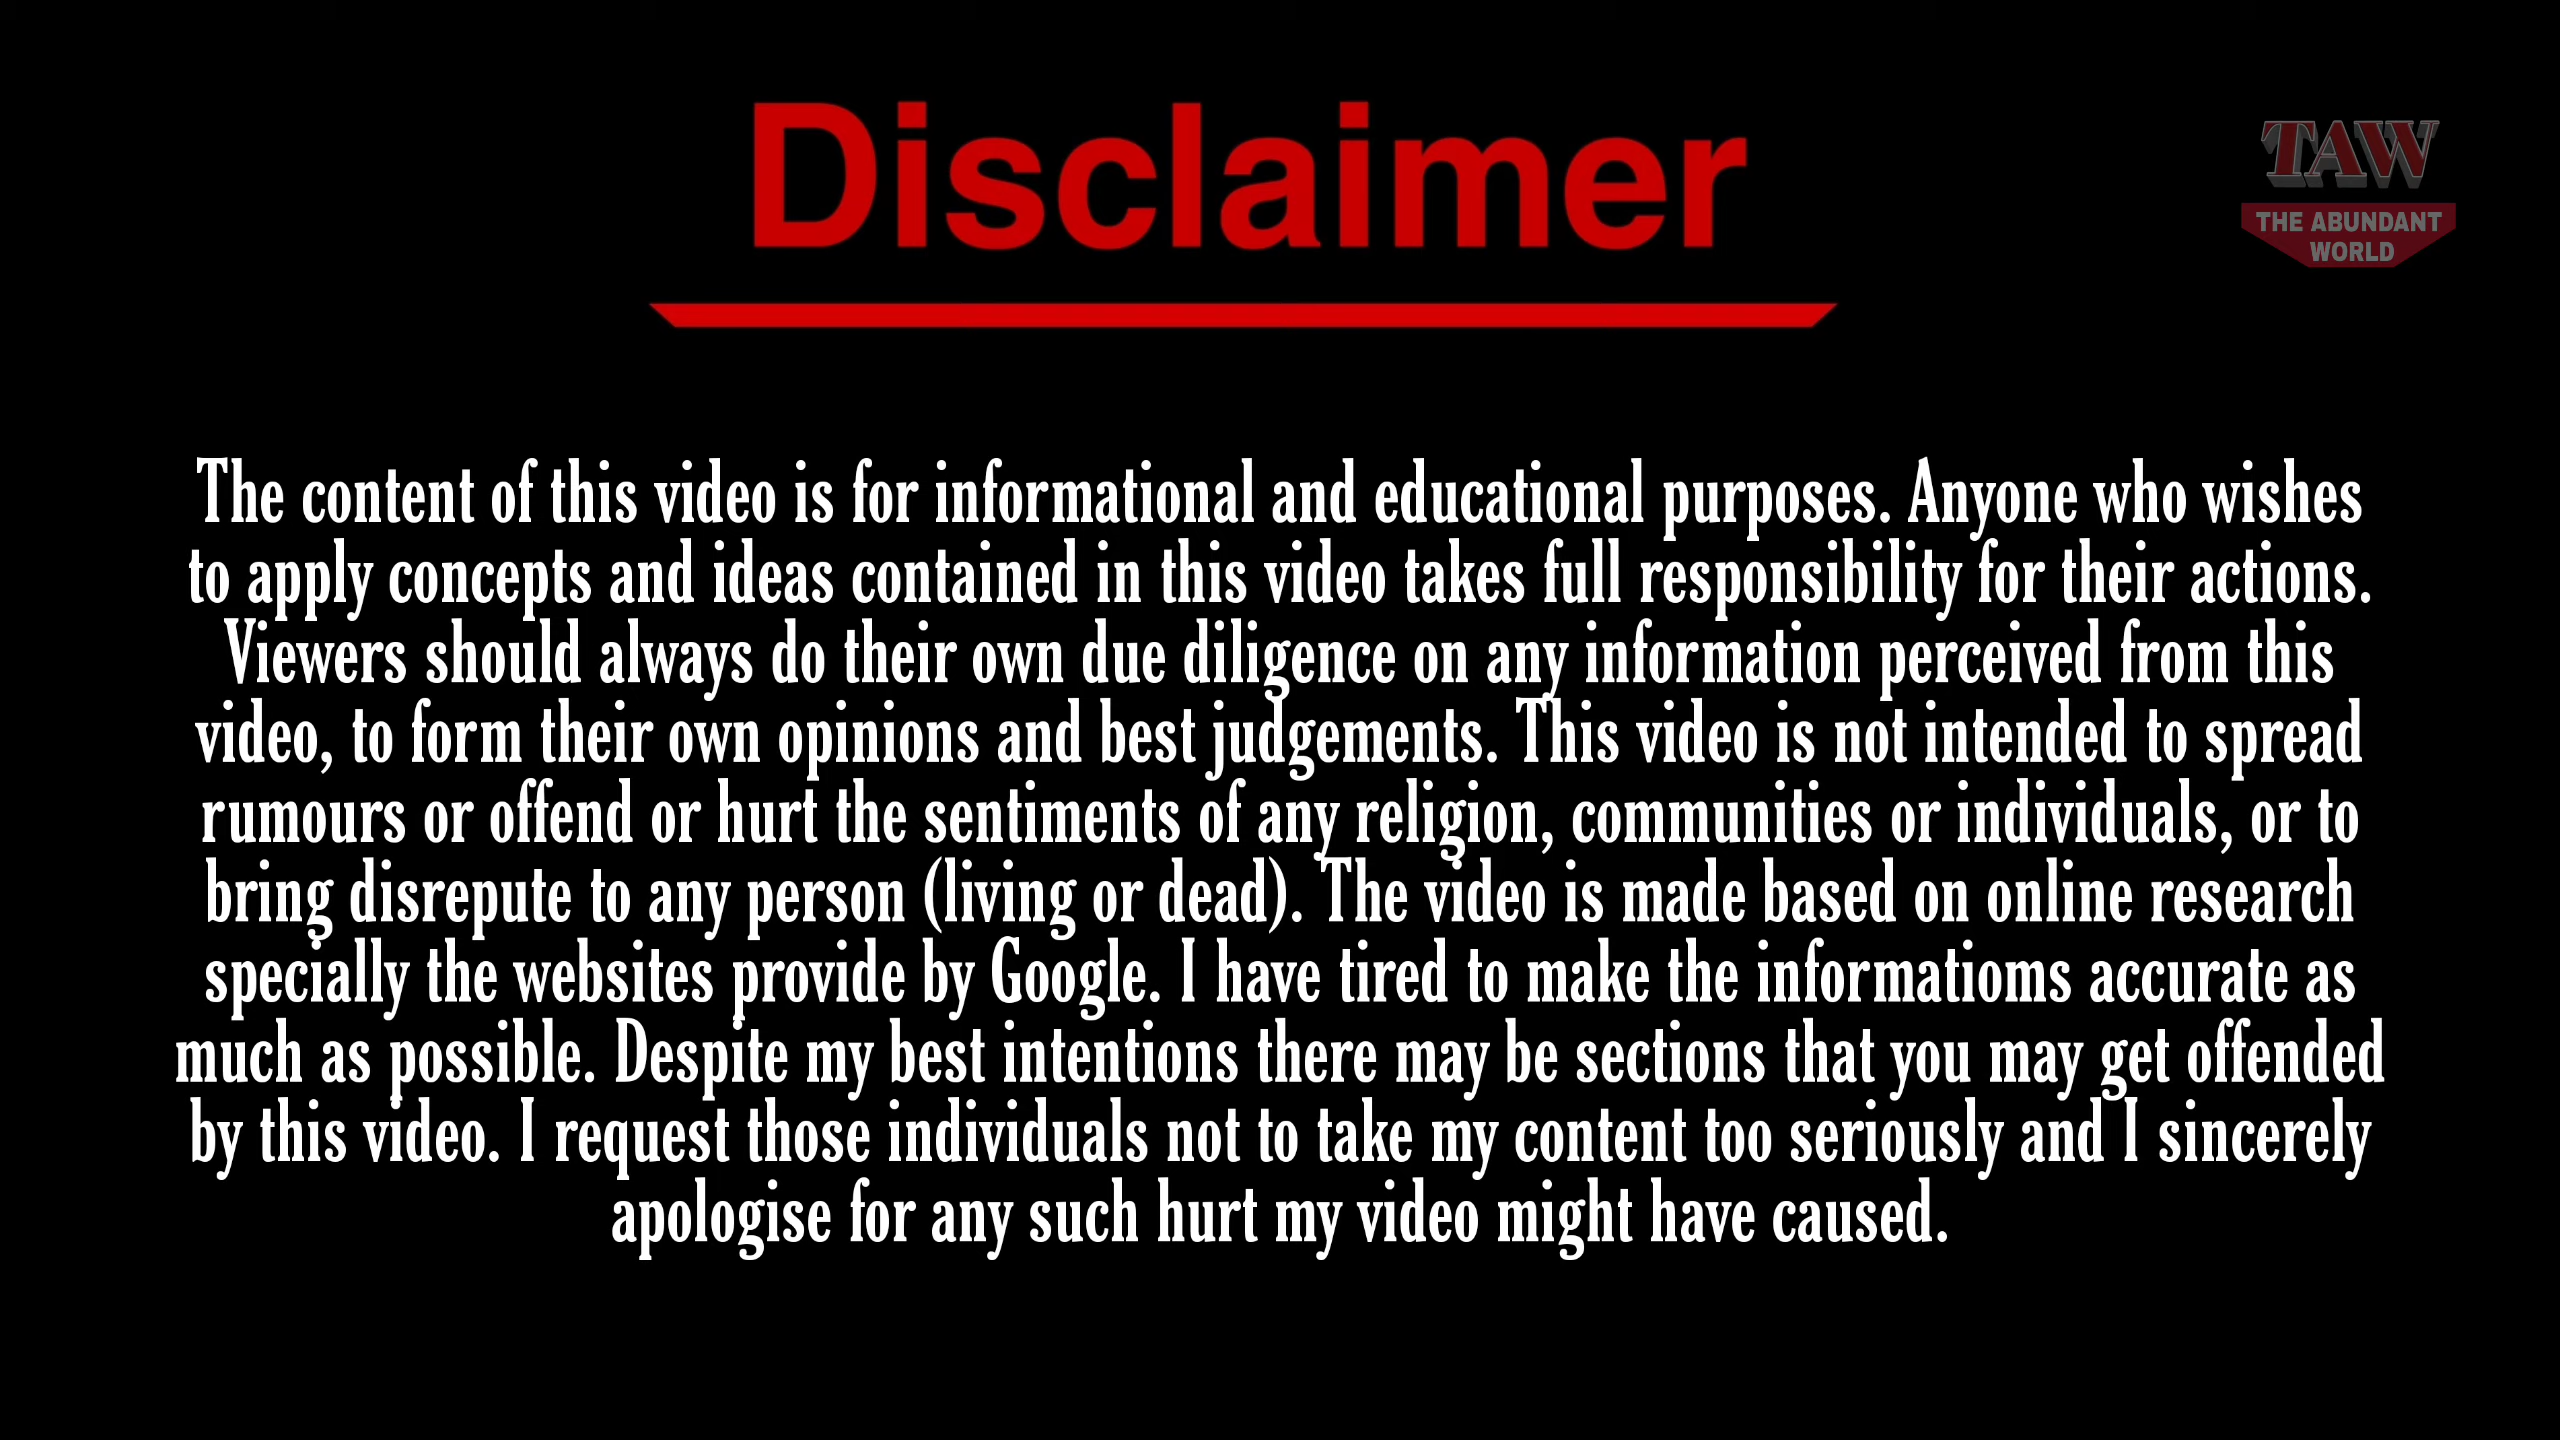 Disclaimer
TAW
THE ABUNDANT
WORLD
The content of this video is for informational and educational purposes. Anyone who wishes
to apply concepts and ideas contained in this video takes full responsibility for their actions.
Viewers should always do their own due diligence on any information perceived from this
video, to form their own opinions and best judgements. This video is not intended to spread
rumours or offend or hurt the sentiments of any religion, communities or individuals, or to
bring disrepute to any person (living or dead). The video is made based on online research
specially the websites provide by Google. I have tired to make the informatioms accurate as
much as possible. Despite my best intentions there may be sections that you may get offended
by this video. I request those individuals not to take my content too seriously and I sincerely
apologise for any such hurt my video might have caused.